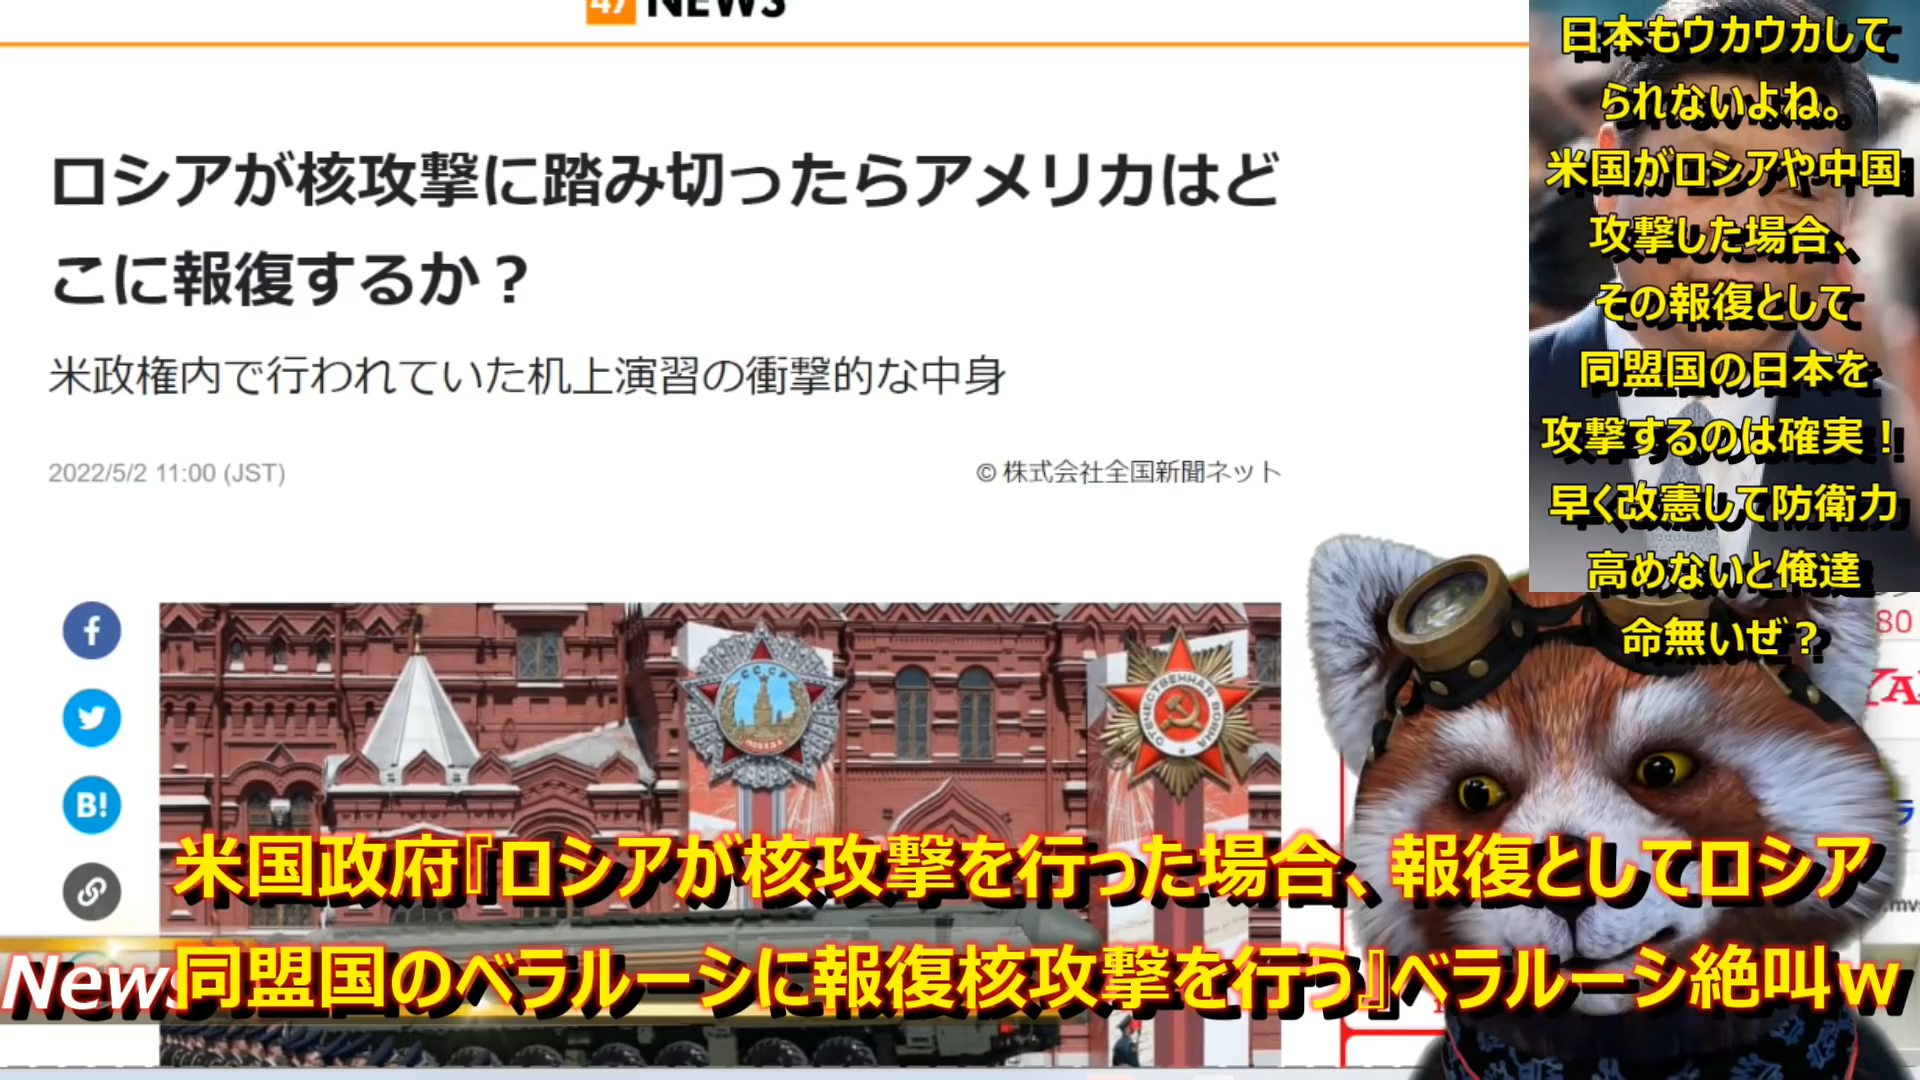 47 NEWS
ロシアが核攻撃に踏み切ったらアメリカはど
こに報復するか？
米政権内で行われていた机上演習の衝撃的な中身
2022/5/2 11:00 (JST)
© 株式会社全国新聞ネット
日本もウカウカして
られないよね。
米国がロシアや中国
攻撃した場合、
その報復として
同盟国の日本を
攻撃するのは確実！
早く改憲して防衛力
高めないと俺達
命無いぜ？
80
YA
f
B!
СССР
ПОБЕДА
ОТЕЧЕСТВЕННАЯ ВОЙНА
ラ
.mvs
米国政府『ロシアが核攻撃を行った場合、報復としてロシア
News
同盟国のベラルーシに報復核攻撃を行う』ベラルーシ絶叫ｗ